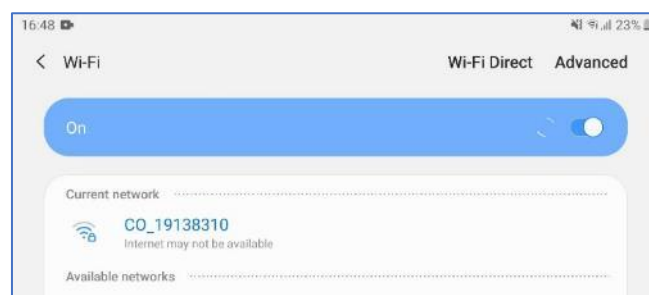 16:48 23%
Wi-Fi Wi-Fi Direct Advanced
On
Current network
CO_19138310
Internet may not be available
Available networks